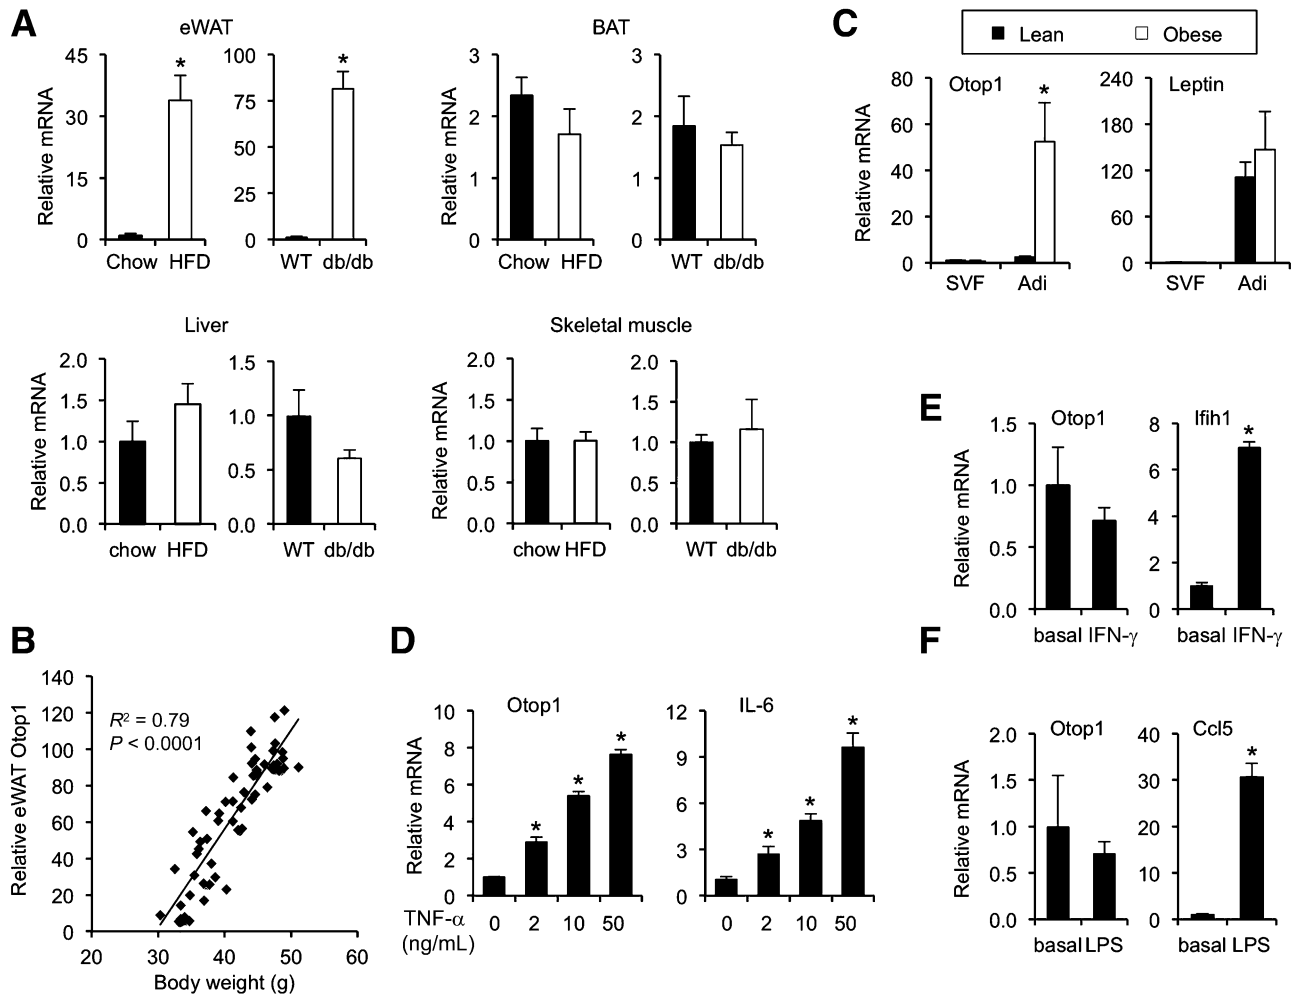 A
eWAT
Relative mRNA
45
30
15
0
*
Chow HFD
100
75
50
25
0
*
WT db/db
BAT
Relative mRNA
3
2
1
0
Chow HFD
3
2
1
0
WT db/db
Liver
Relative mRNA
2.0
1.5
1.0
0.5
0.0
chow HFD
1.5
1.0
0.5
0.0
WT db/db
Skeletal muscle
Relative mRNA
2.0
1.5
1.0
0.5
0.0
chow HFD
2.0
1.5
1.0
0.5
0.0
WT db/db
B
Relative eWAT Otop1
140
120
100
80
60
40
20
0
R² = 0.79
P < 0.0001
20 30 40 50 60
Body weight (g)
C
Lean Obese
Otop1
Relative mRNA
80
60
40
20
0
*
SVF Adi
Leptin
240
180
120
60
0
SVF Adi
D
Otop1
Relative mRNA
10
8
6
4
2
0
* * *
TNF-α 0 2 10 50
(ng/mL)
IL-6
12
9
6
3
0
* * *
0 2 10 50
E
Otop1
Relative mRNA
1.5
1.0
0.5
0.0
basal IFN-γ
Ifih1
8
6
4
2
0
*
basal IFN-γ
F
Otop1
Relative mRNA
2.0
1.5
1.0
0.5
0.0
basal LPS
Ccl5
40
30
20
10
0
*
basal LPS